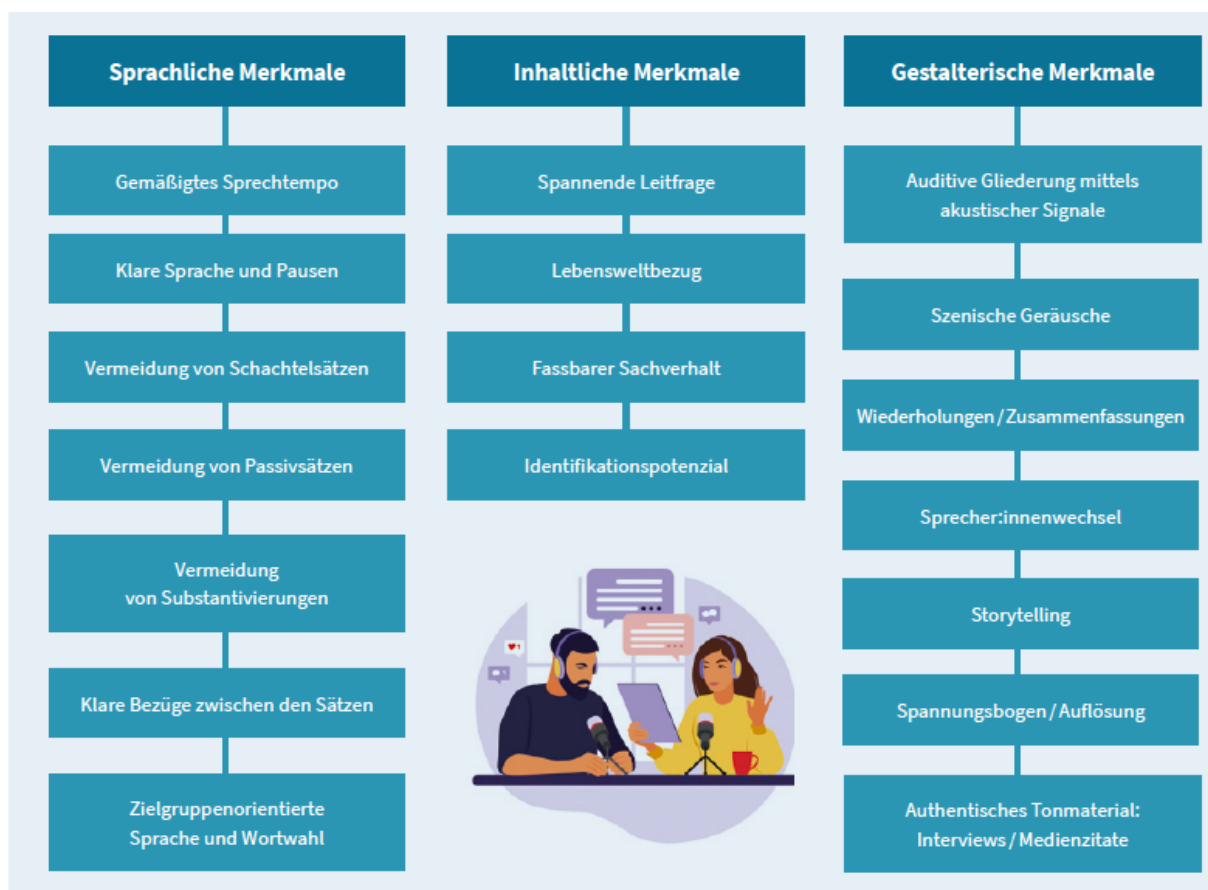 Sprachliche Merkmale
Gemäßigtes Sprechtempo
Klare Sprache und Pausen
Vermeidung von Schachtelsätzen
Vermeidung von Passivsätzen
Vermeidung
von Substantivierungen
Klare Bezüge zwischen den Sätzen
Zielgruppenorientierte
Sprache und Wortwahl
Inhaltliche Merkmale
Spannende Leitfrage
Lebensweltbezug
Fassbarer Sachverhalt
Identifikationspotenzial
Gestalterische Merkmale
Auditive Gliederung mittels
akustischer Signale
Szenische Geräusche
Wiederholungen / Zusammenfassungen
Sprecher:innenwechsel
Storytelling
Spannungsbogen / Auflösung
Authentisches Tonmaterial:
Interviews / Medienzitate